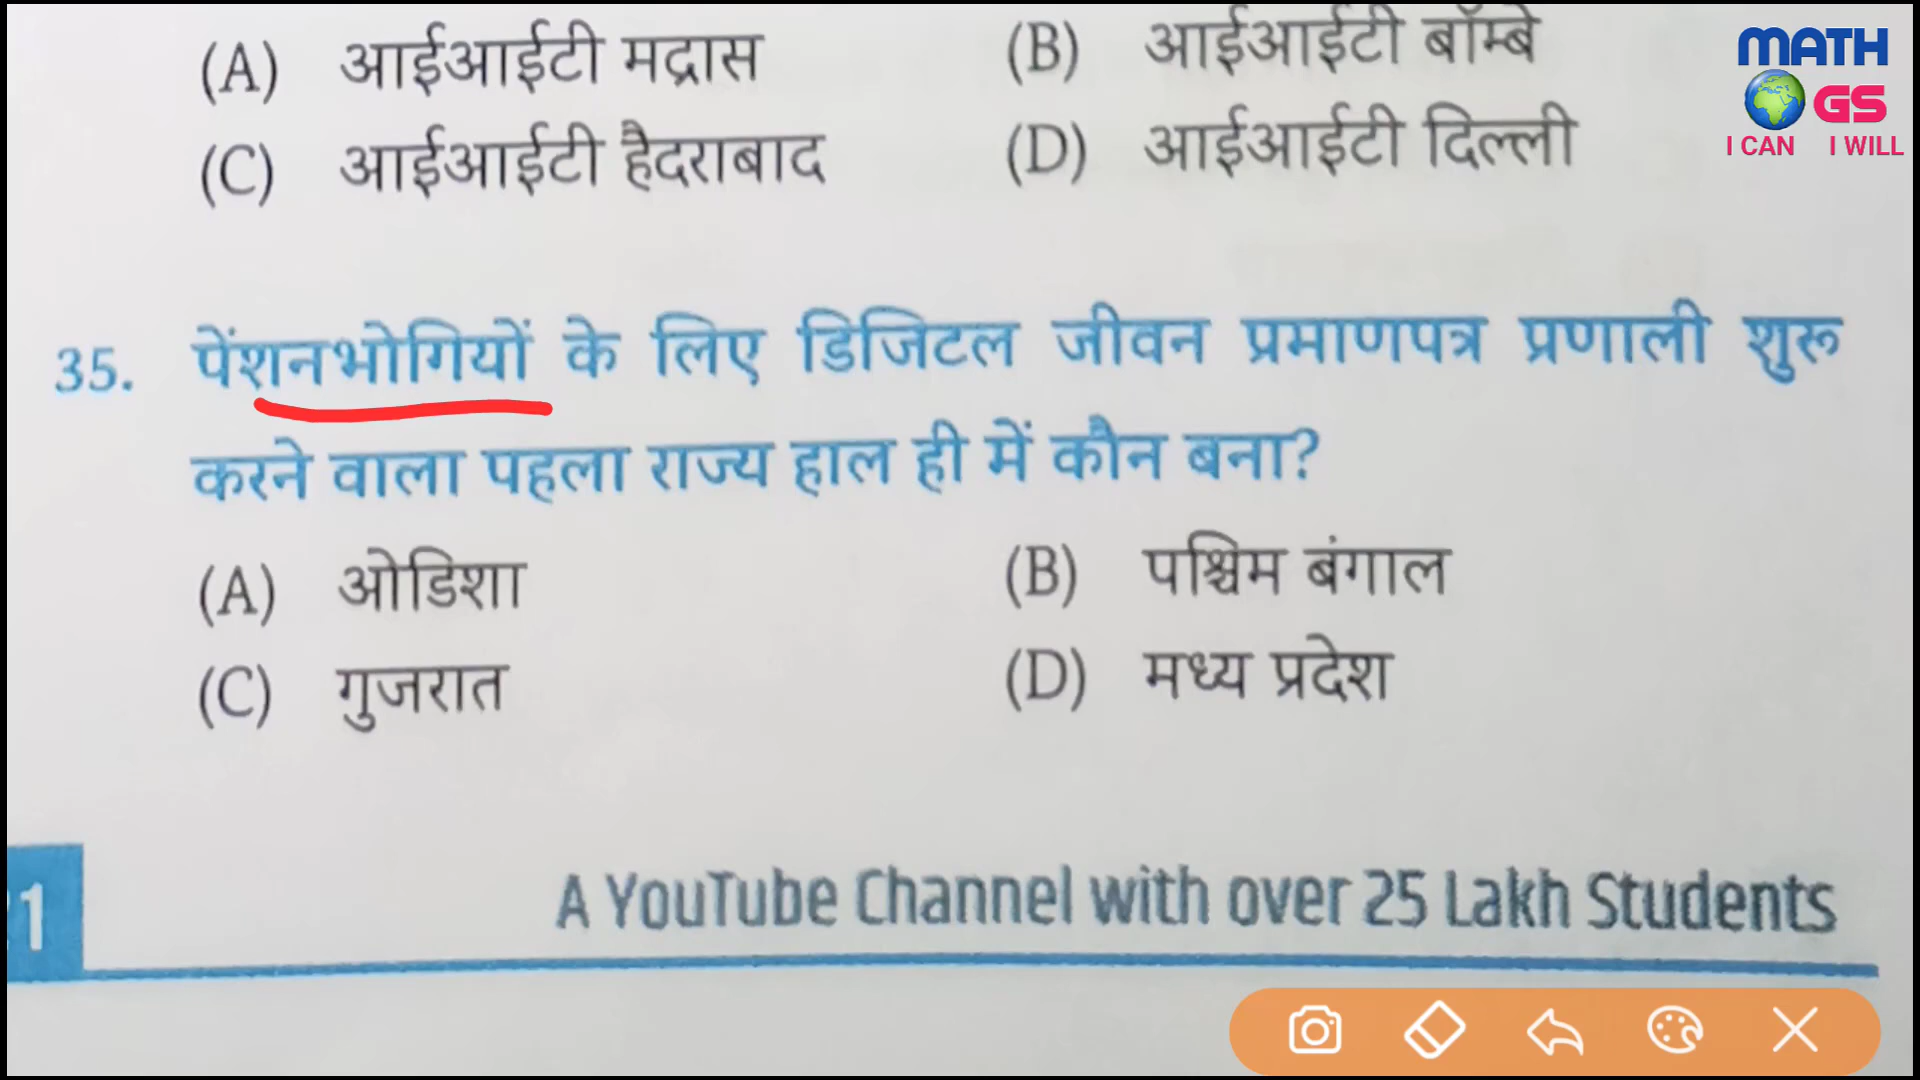 (A) आईआईटी मद्रास (B) आईआईटी बॉम्बे
(C) आईआईटी हैदराबाद (D) आईआईटी दिल्ली
MATH
GS
I CAN I WILL
35. पेंशनभोगियों के लिए डिजिटल जीवन प्रमाणपत्र प्रणाली शुरू
करने वाला पहला राज्य हाल ही में कौन बना?
(A) ओडिशा (B) पश्चिम बंगाल
(C) गुजरात (D) मध्य प्रदेश
1 A YouTube Channel with over 25 Lakh Students